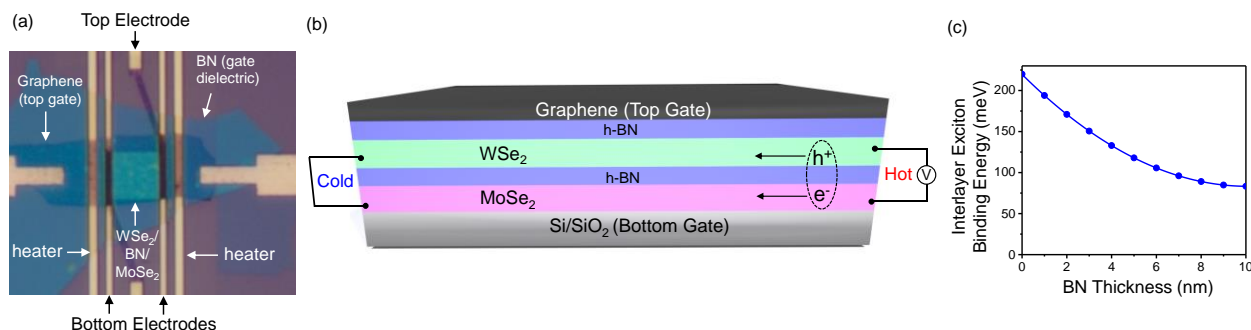 (a)
Top Electrode
Graphene
(top gate)
BN (gate
dielectric)
heater
WSe₂/
BN/
MoSe₂
heater
Bottom Electrodes
(b)
Graphene (Top Gate)
h-BN
WSe₂
h⁺
h-BN
MoSe₂
e⁻
Si/SiO₂ (Bottom Gate)
Cold
Hot
V
(c)
Interlayer Exciton
Binding Energy (meV)
200
150
100
50
0
0 2 4 6 8 10
BN Thickness (nm)